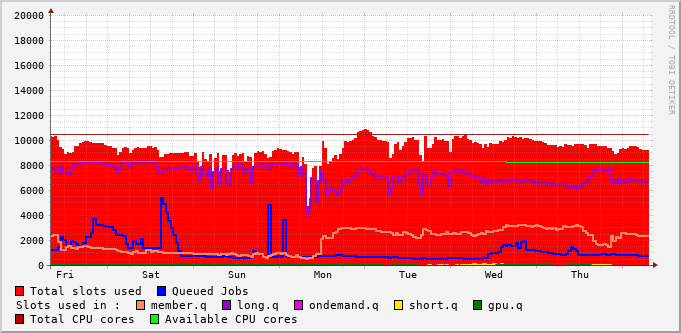 20000
18000
16000
14000
12000
10000
8000
6000
4000
2000
0
Fri Sat Sun Mon Tue Wed Thu
RRDTOOL / TOBI OETIKER
Total slots used Queued Jobs
Slots used in : member.q long.q ondemand.q short.q gpu.q
Total CPU cores Available CPU cores